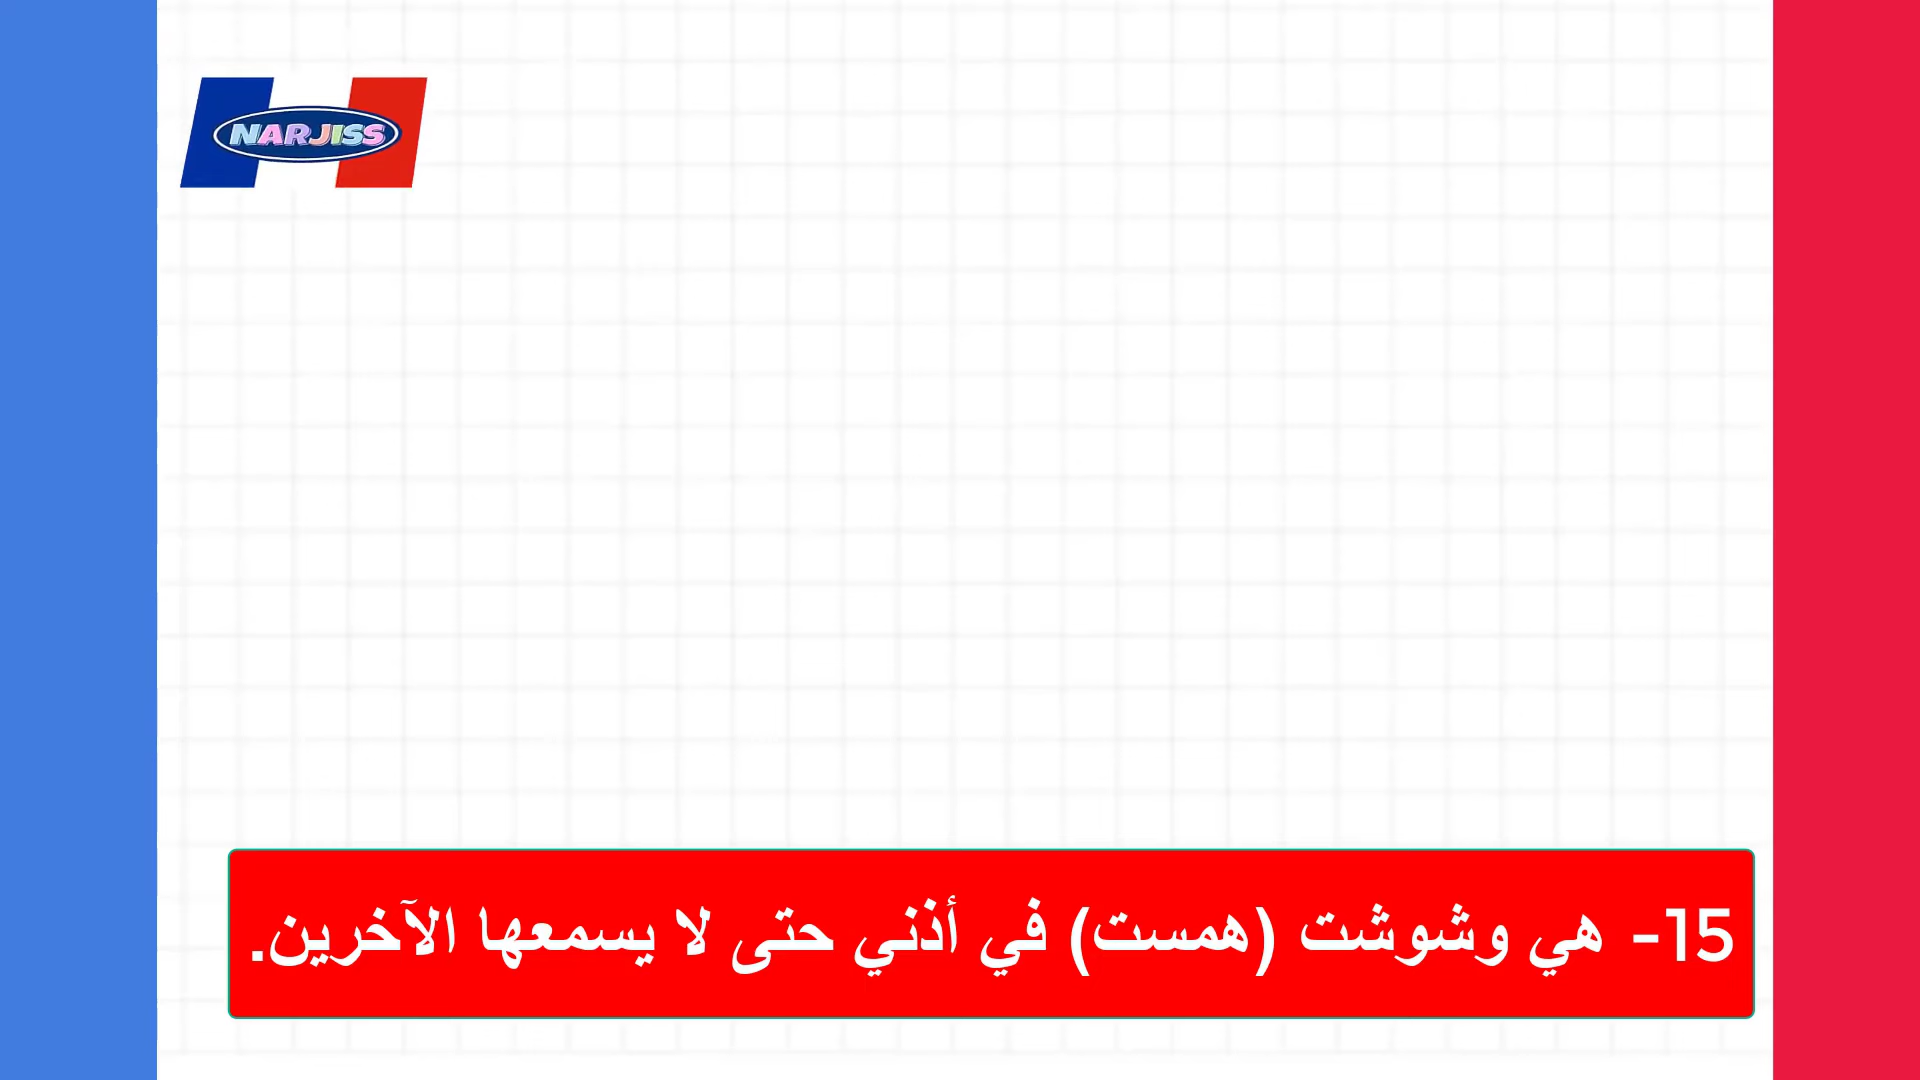 NARJISS
15- هي وشوشت (همست) في أذني حتى لا يسمعها الآخرين.